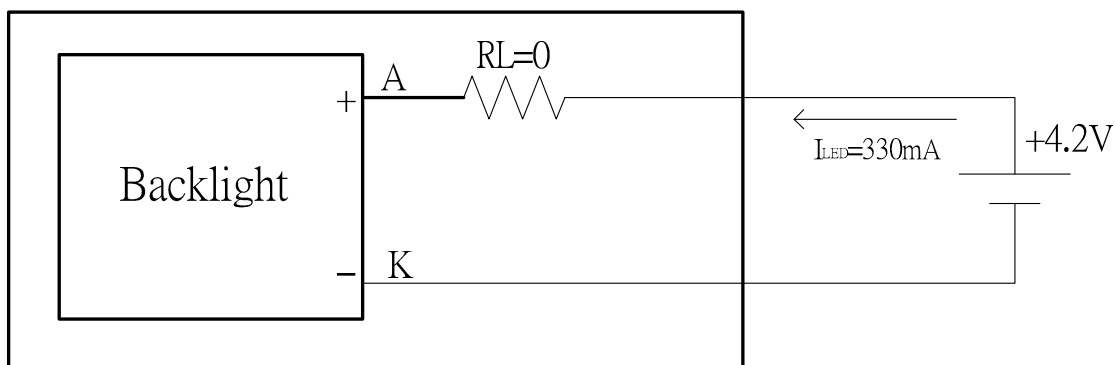 RL=0
A
+
+4.2V
ILED=330mA
Backlight
−
K